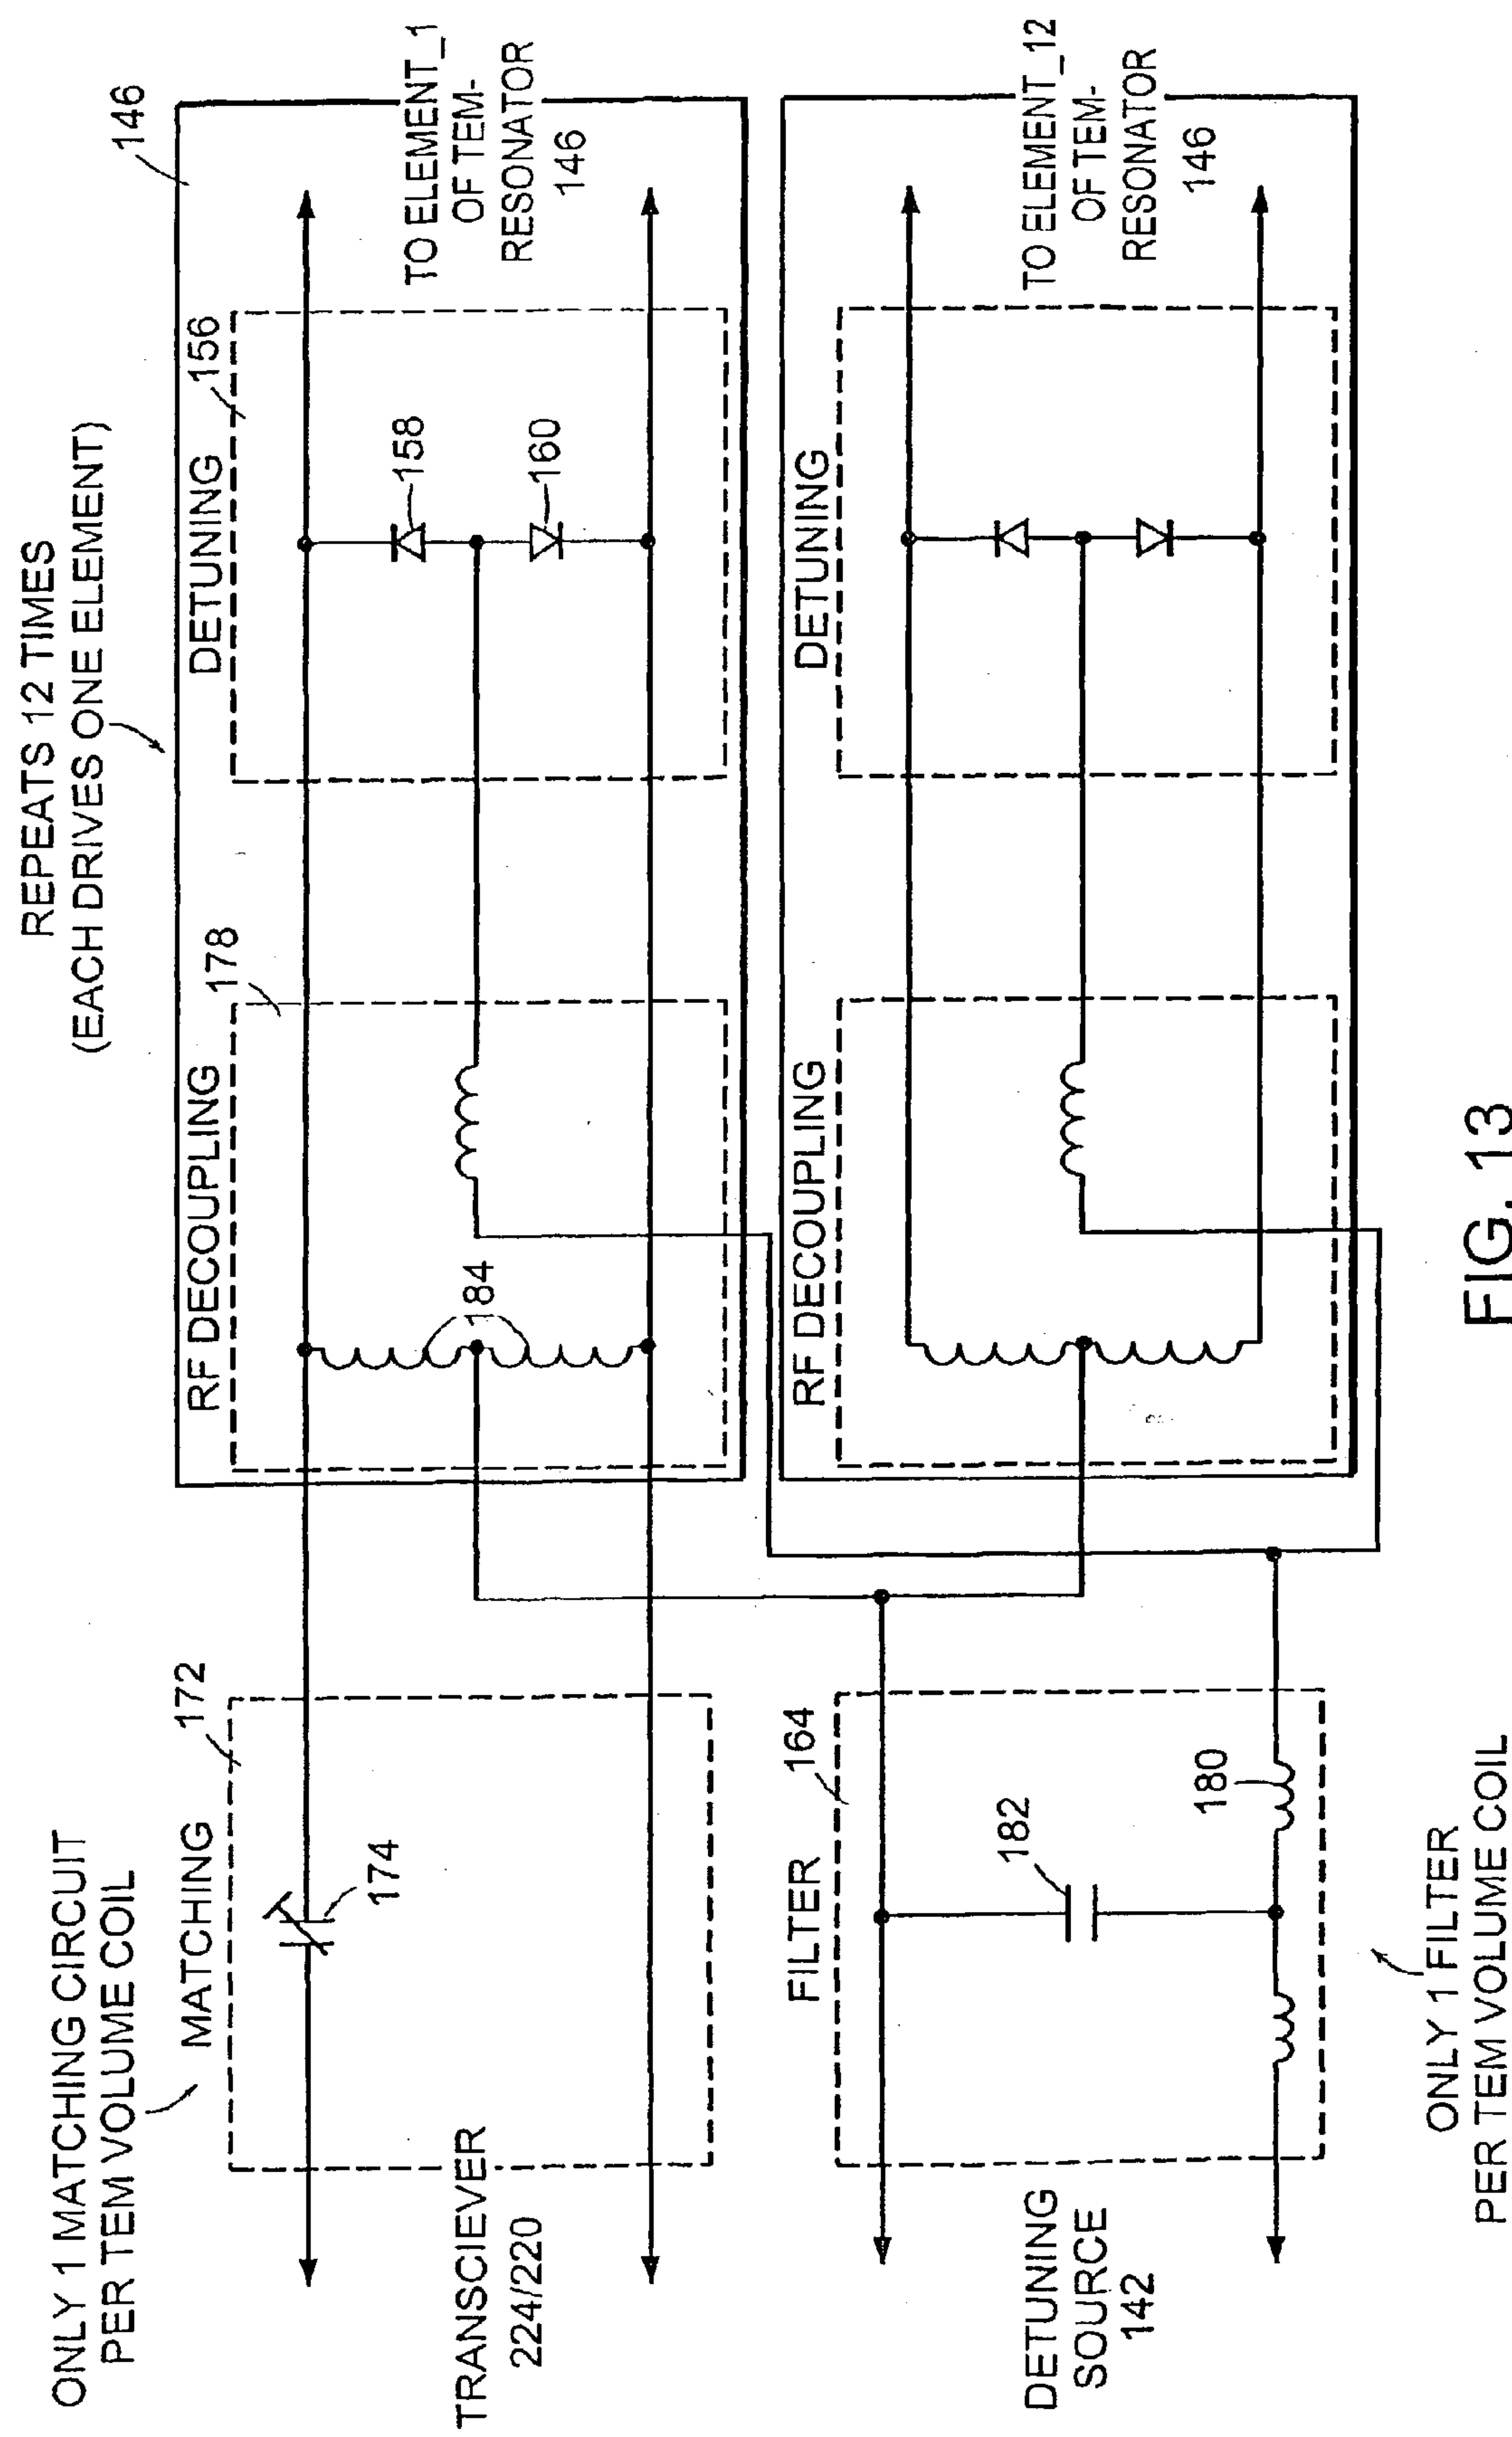 REPEATS 12 TIMES
(EACH DRIVES ONE ELEMENT)
ONLY 1 MATCHING CIRCUIT
PER TEM VOLUME COIL
MATCHING
172
174
TRANSCIEVER
224/220
RF DECOUPLING
178
184
DETUNING
156
158
160
146
TO ELEMENT_1
OF TEM-
RESONATOR
146
FILTER
164
182
180
DETUNING
SOURCE
142
RF DECOUPLING
DETUNING
TO ELEMENT_12
OF TEM-
RESONATOR
146
ONLY 1 FILTER
PER TEM VOLUME COIL
FIG. 13